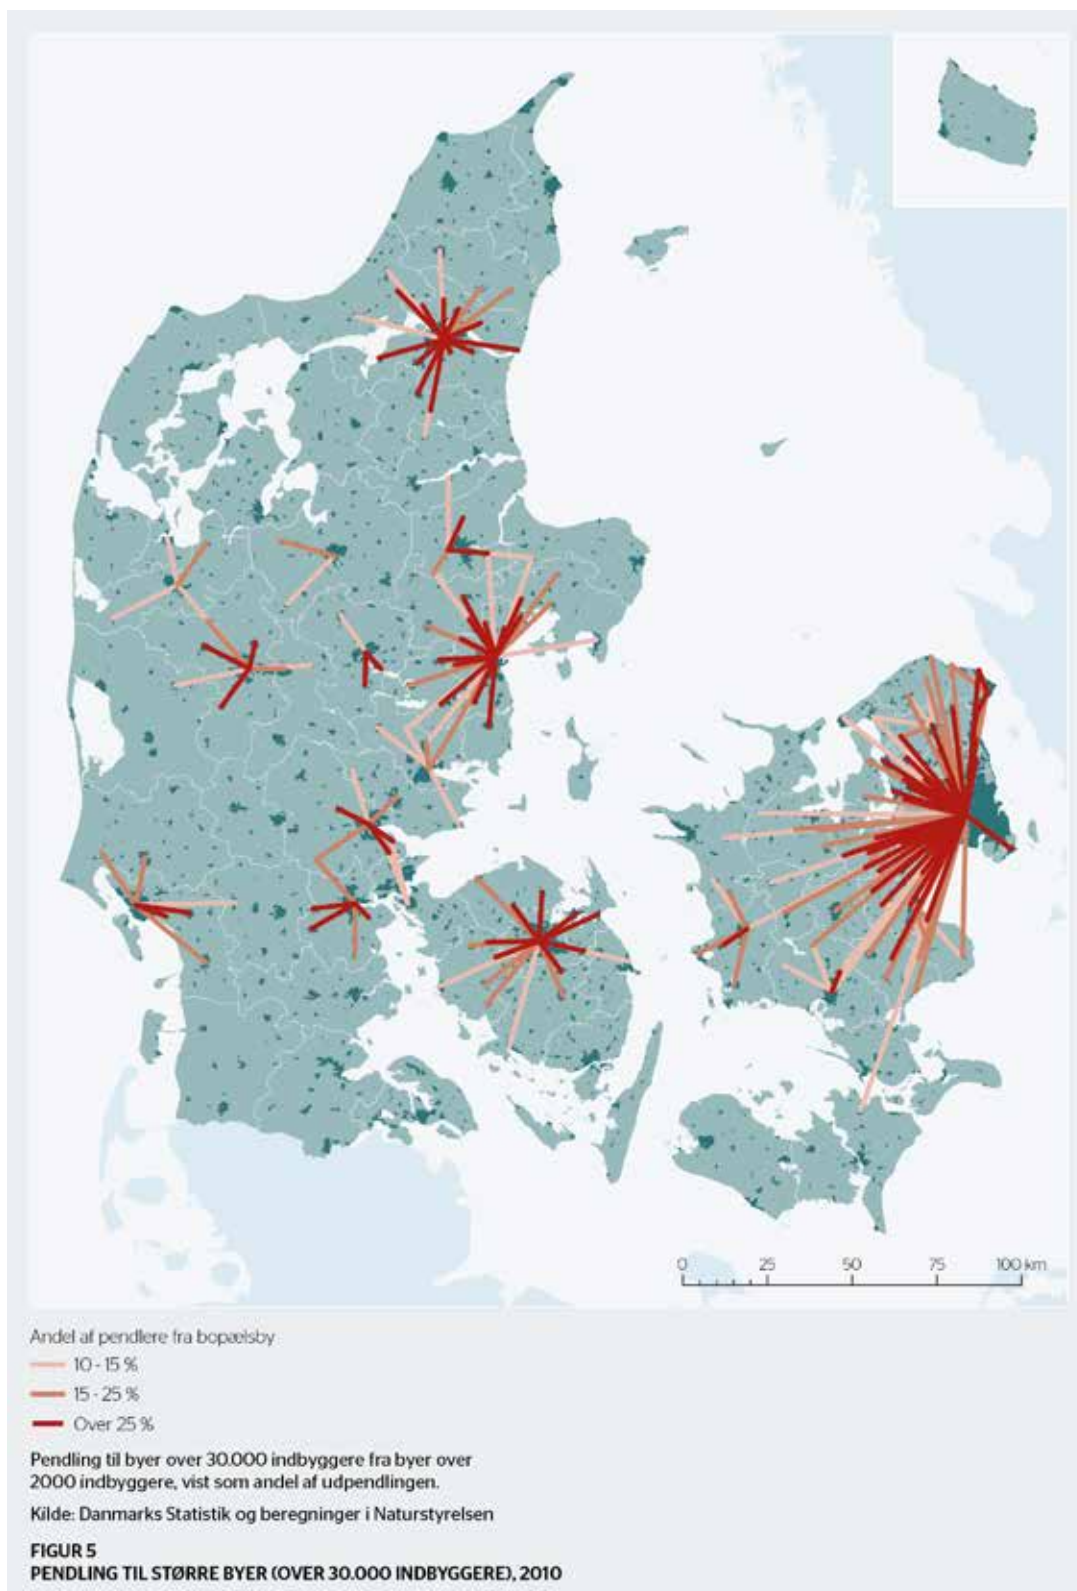 0 25 50 75 100 km
Andel af pendlere fra bopælsby
10 - 15 %
15 - 25 %
Over 25 %
Pendling til byer over 30.000 indbyggere fra byer over
2000 indbyggere, vist som andel af udpendlingen.
Kilde: Danmarks Statistik og beregninger i Naturstyrelsen
FIGUR 5
PENDLING TIL STØRRE BYER (OVER 30.000 INDBYGGERE), 2010